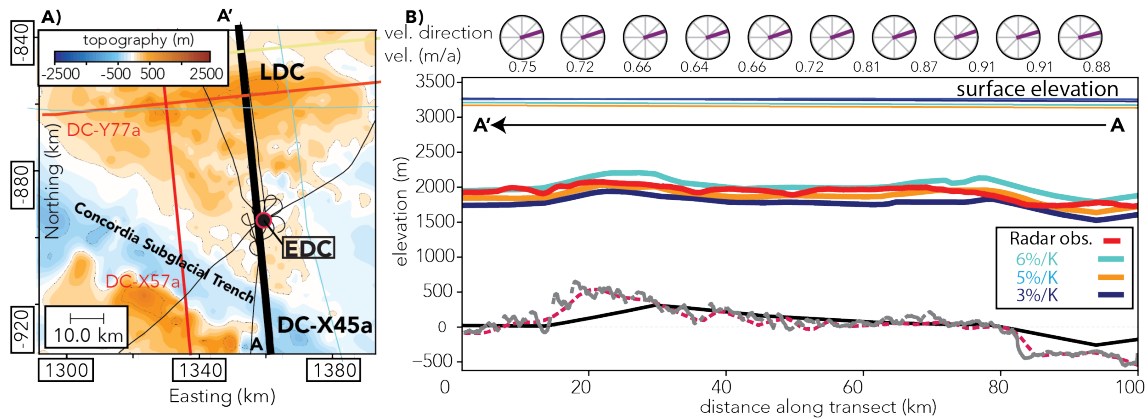 A)
A'
-840
topography (m)
-2500 -500 500 2500
LDC
DC-Y77a
-880
Northing (km)
Concordia Subglacial Trench
EDC
DC-X57a
10.0 km
DC-X45a
A
-920
1300 1340 1380
Easting (km)
B)
vel. direction
vel. (m/a)
0.75 0.72 0.66 0.64 0.66 0.72 0.81 0.87 0.91 0.91 0.88
3500
surface elevation
3000
A' A
2500
2000
1500
1000
500
0
−500
elevation (m)
Radar obs.
6%/K
5%/K
3%/K
0 20 40 60 80 100
distance along transect (km)